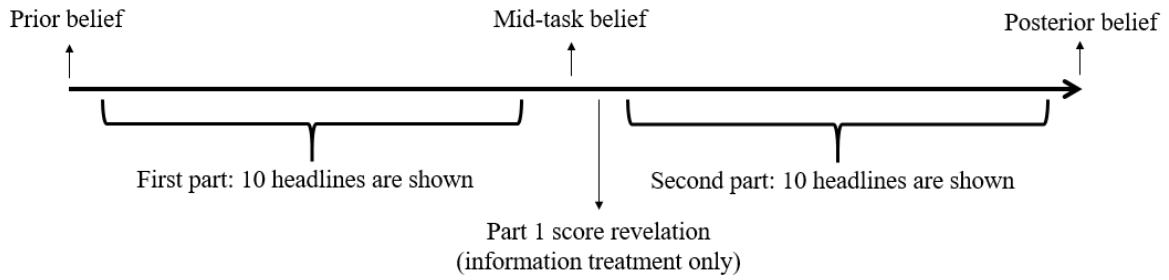 Prior belief
Mid-task belief
Posterior belief
First part: 10 headlines are shown
Second part: 10 headlines are shown
Part 1 score revelation
(information treatment only)